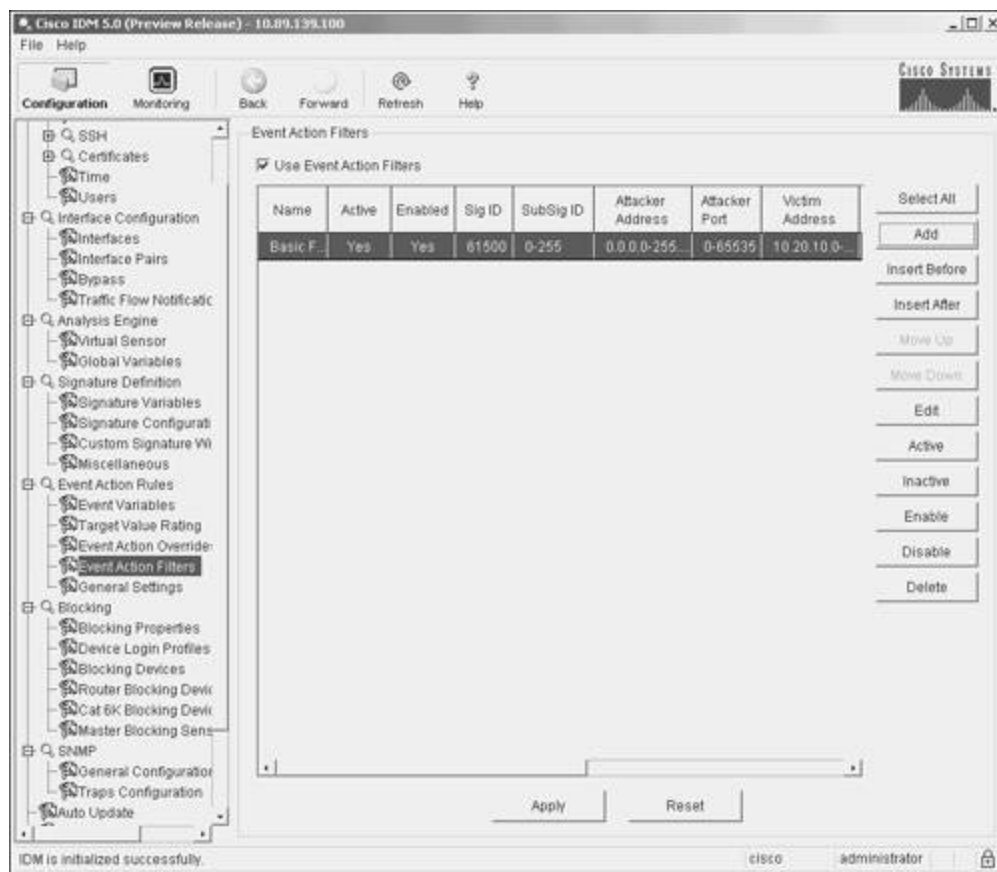 Cisco IDM 5.0 (Preview Release) - 10.89.139.100
File Help
Configuration Monitoring Back Forward Refresh Help
CISCO SYSTEMS
SSH
Certificates
Time
Users
Interface Configuration
Interfaces
Interface Pairs
Bypass
Traffic Flow Notificatic
Analysis Engine
Virtual Sensor
Global Variables
Signature Definition
Signature Variables
Signature Configurati
Custom Signature Wi
Miscellaneous
Event Action Rules
Event Variables
Target Value Rating
Event Action Override
Event Action Filters
General Settings
Blocking
Blocking Properties
Device Login Profiles
Blocking Devices
Router Blocking Devic
Cat 6K Blocking Devic
Master Blocking Sens
SNMP
General Configuration
Traps Configuration
Auto Update
Event Action Filters
Use Event Action Filters
Name Active Enabled Sig ID SubSig ID Attacker Address Attacker Port Victim Address
Basic F... Yes Yes 61500 0-255 0.0.0.0-255... 0-65535 10.20.10.0-...
Select All
Add
Insert Before
Insert After
Move Up
Move Down
Edit
Active
Inactive
Enable
Disable
Delete
Apply Reset
IDM is initialized successfully. cisco administrator